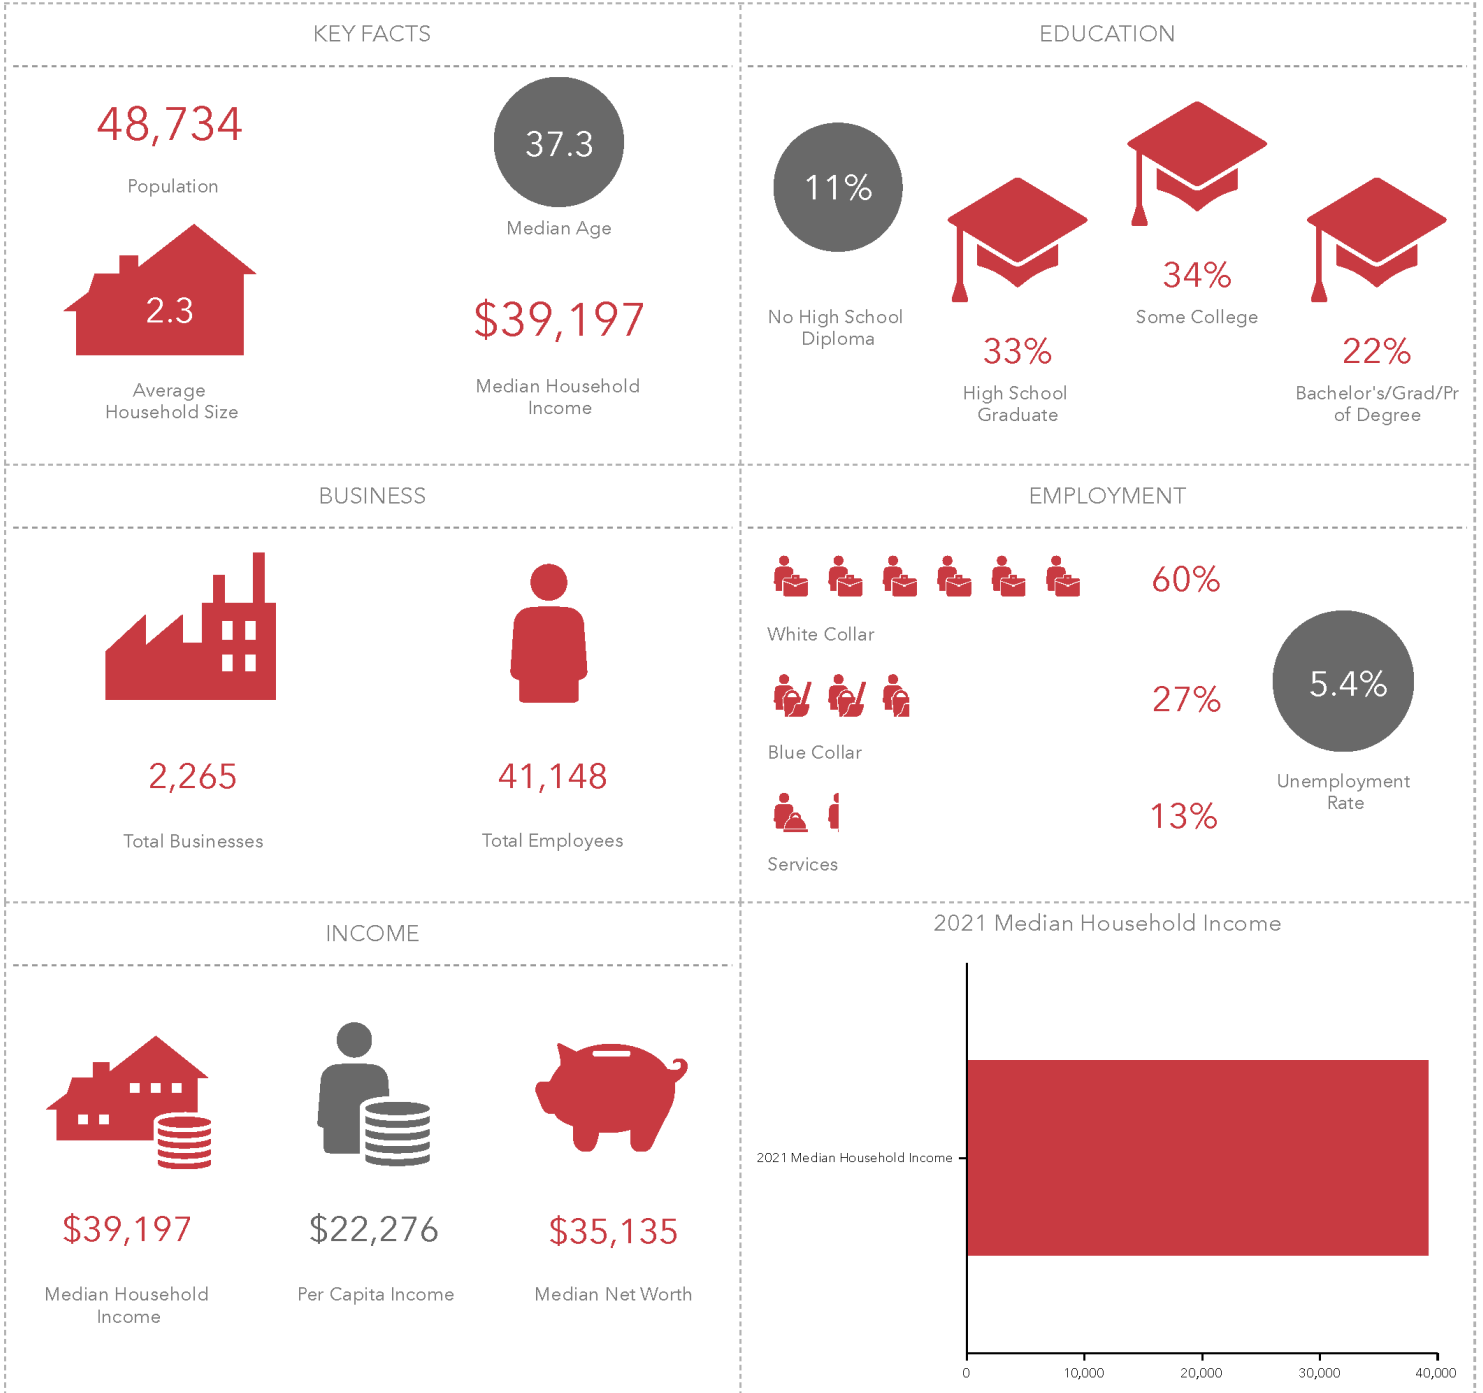 KEY FACTS
48,734
Population
37.3
Median Age
2.3
Average
Household Size
$39,197
Median Household
Income
EDUCATION
11%
No High School
Diploma
33%
High School
Graduate
34%
Some College
22%
Bachelor's/Grad/Pr
of Degree
BUSINESS
2,265
Total Businesses
41,148
Total Employees
EMPLOYMENT
60%
White Collar
27%
Blue Collar
13%
Services
5.4%
Unemployment
Rate
INCOME
$39,197
Median Household
Income
$22,276
Per Capita Income
$35,135
Median Net Worth
2021 Median Household Income
2021 Median Household Income
0 10,000 20,000 30,000 40,000